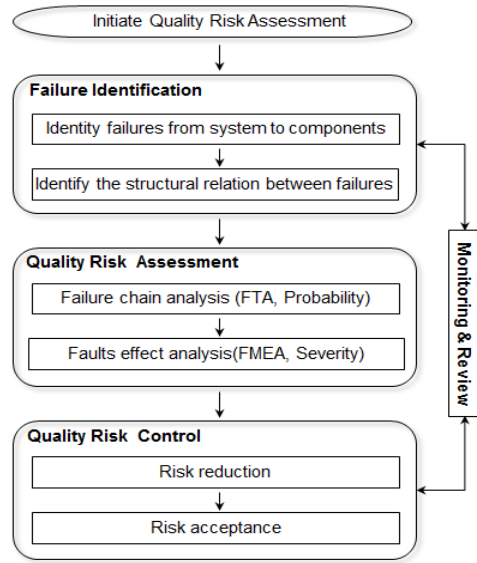 Initiate Quality Risk Assessment
Failure Identification
Identity failures from system to components
Identify the structural relation between failures
Quality Risk Assessment
Failure chain analysis (FTA, Probability)
Faults effect analysis(FMEA, Severity)
Quality Risk Control
Risk reduction
Risk acceptance
Monitoring & Review